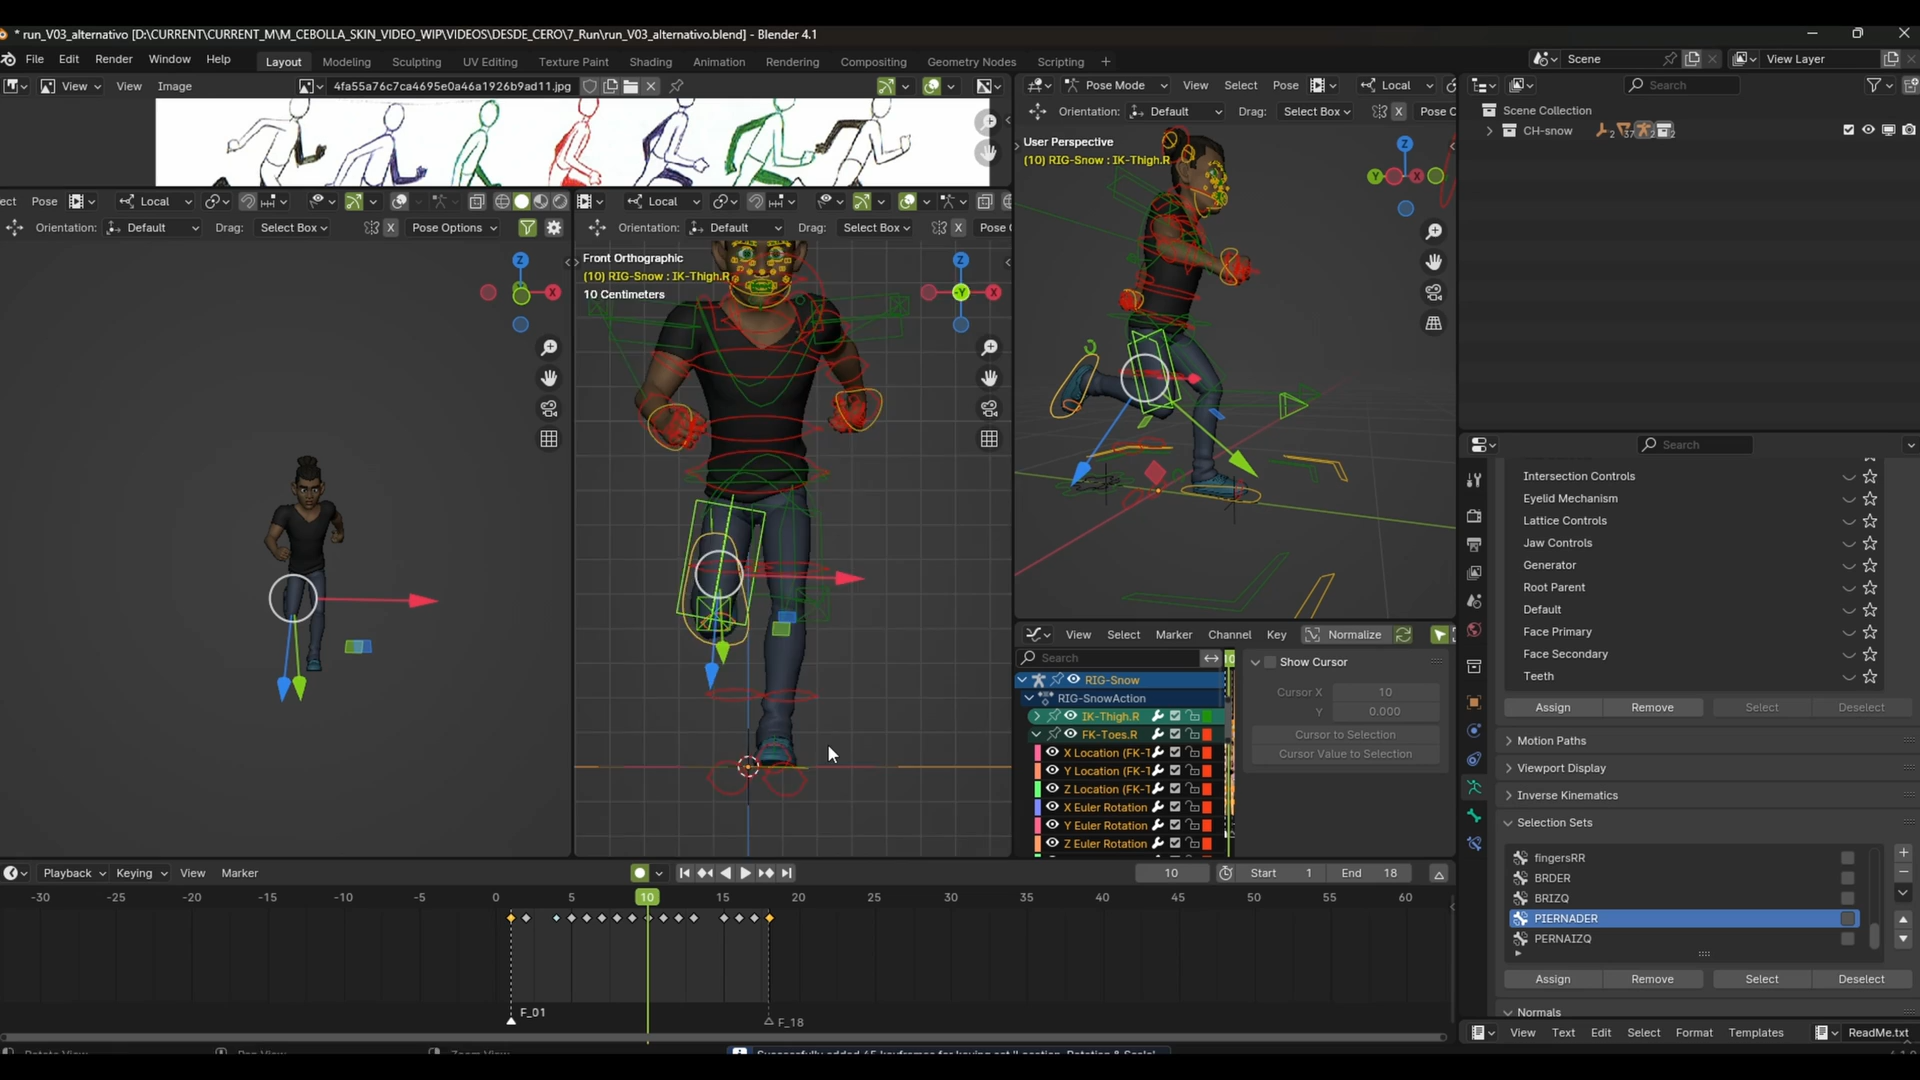 * run_V03_alternativo [D:\CURRENT\CURRENT_M\M_CEBOLLA_SKIN_VIDEO_WIP\VIDEOS\DESDE_CERO\7_Run\run_V03_alternativo.blend] - Blender 4.1
File Edit Render Window Help Layout Modeling Sculpting UV Editing Texture Paint Shading Animation Rendering Compositing Geometry Nodes Scripting + Scene View Layer
View View Image 4fa55a76c7ca4695e0a46a1926b9ad11.jpg
Pose Mode View Select Pose Local
Search
Orientation: Default Drag: Select Box X Pose O
Scene Collection
CH-snow
User Perspective
(10) RIG-Snow : IK-Thigh.R
ect Pose Local
Local
Orientation: Default Drag: Select Box X Pose Options
Orientation: Default Drag: Select Box X Pose
Front Orthographic
(10) RIG-Snow : IK-Thigh.R
10 Centimeters
Search
Intersection Controls
Eyelid Mechanism
Lattice Controls
Jaw Controls
Generator
Root Parent
Default
Face Primary
Face Secondary
Teeth
Assign Remove Select Deselect
Motion Paths
Viewport Display
Inverse Kinematics
Selection Sets
fingersRR
BRDER
BRIZQ
PIERNADER
PERNAIZQ
Assign Remove Select Deselect
Normals
View Select Marker Channel Key Normalize
Search
Show Cursor
RIG-Snow
RIG-SnowAction
IK-Thigh.R
FK-Toes.R
X Location (FK-T
Y Location (FK-T
Z Location (FK-T
X Euler Rotation
Y Euler Rotation
Z Euler Rotation
Cursor X 10
Y 0.000
Cursor to Selection
Cursor Value to Selection
Playback Keying View Marker 10 Start 1 End 18
-30 -25 -20 -15 -10 -5 0 5 10 15 20 25 30 35 40 45 50 55 60
F_01
F_18
View Text Edit Select Format Templates ReadMe.txt